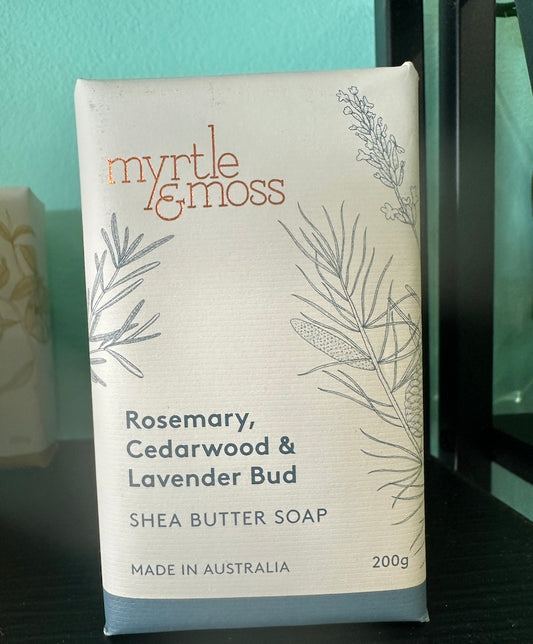 myrtle
&moss
Rosemary,
Cedarwood &
Lavender Bud
SHEA BUTTER SOAP
MADE IN AUSTRALIA
200g